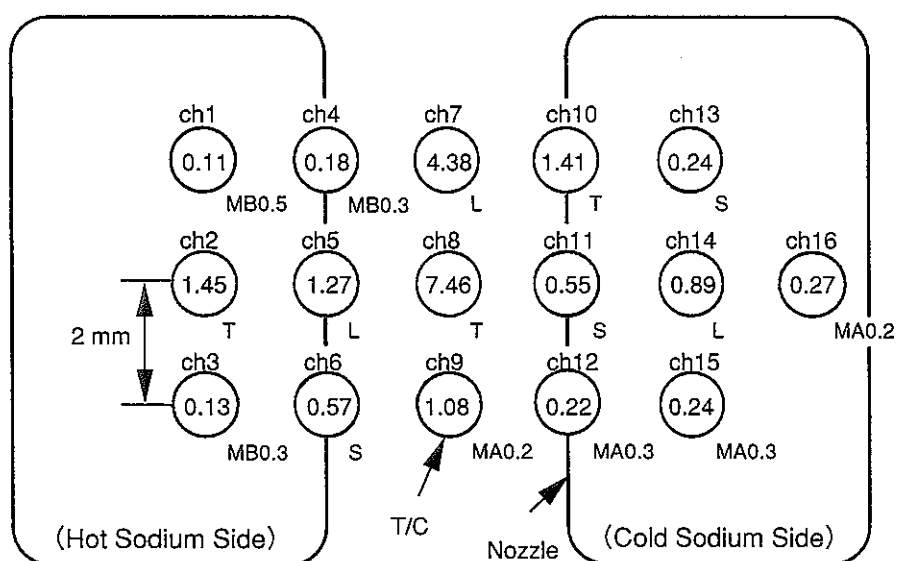 ch1 ch4 ch7 ch10 ch13
0.11 0.18 4.38 1.41 0.24
MB0.5 MB0.3 L T S
ch2 ch5 ch8 ch11 ch14 ch16
1.45 1.27 7.46 0.55 0.89 0.27
T L T S L MA0.2
2 mm
ch3 ch6 ch9 ch12 ch15
0.13 0.57 1.08 0.22 0.24
MB0.3 S MA0.2 MA0.3 MA0.3
T/C
Nozzle
(Hot Sodium Side) (Cold Sodium Side)